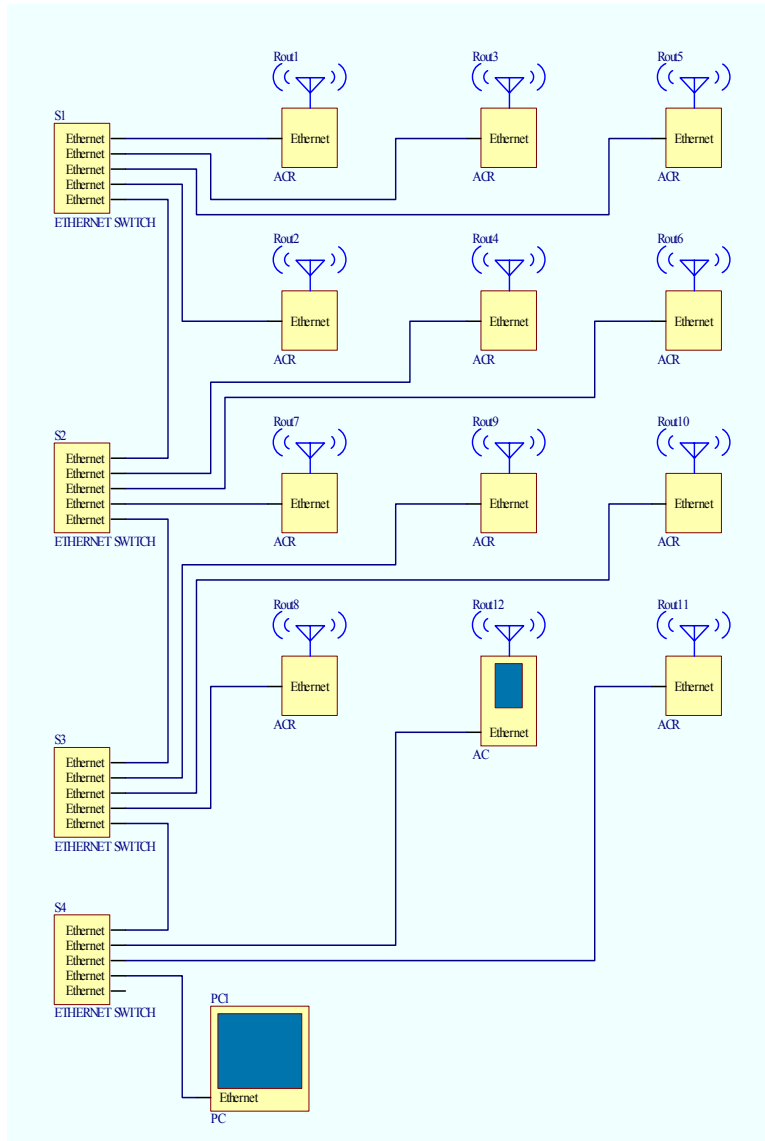 Rout1
Rout3
Rout5
S1
Ethernet
Ethernet
Ethernet
Ethernet
Ethernet
ETHERNET SWITCH
Ethernet
ACR
Ethernet
ACR
Ethernet
ACR
Rout2
Rout4
Rout6
Ethernet
ACR
Ethernet
ACR
Ethernet
ACR
S2
Ethernet
Ethernet
Ethernet
Ethernet
Ethernet
ETHERNET SWITCH
Rout7
Rout9
Rout10
Ethernet
ACR
Ethernet
ACR
Ethernet
ACR
Rout8
Rout12
Rout11
Ethernet
ACR
Ethernet
AC
Ethernet
ACR
S3
Ethernet
Ethernet
Ethernet
Ethernet
Ethernet
ETHERNET SWITCH
S4
Ethernet
Ethernet
Ethernet
Ethernet
Ethernet
ETHERNET SWITCH
PC1
Ethernet
PC